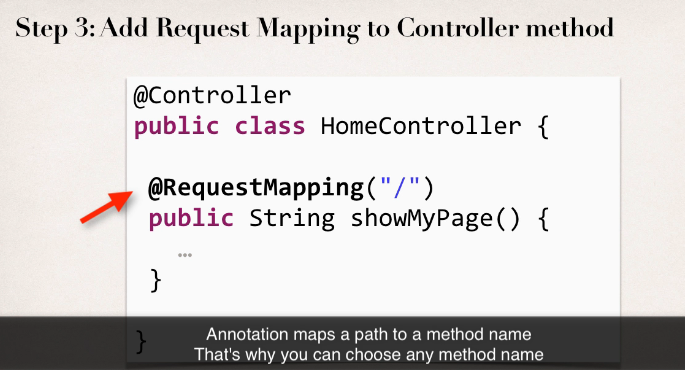 Step 3: Add Request Mapping to Controller method
@Controller
public class HomeController {
@RequestMapping("/")
public String showMyPage() {
…
}
}
Annotation maps a path to a method name
That's why you can choose any method name